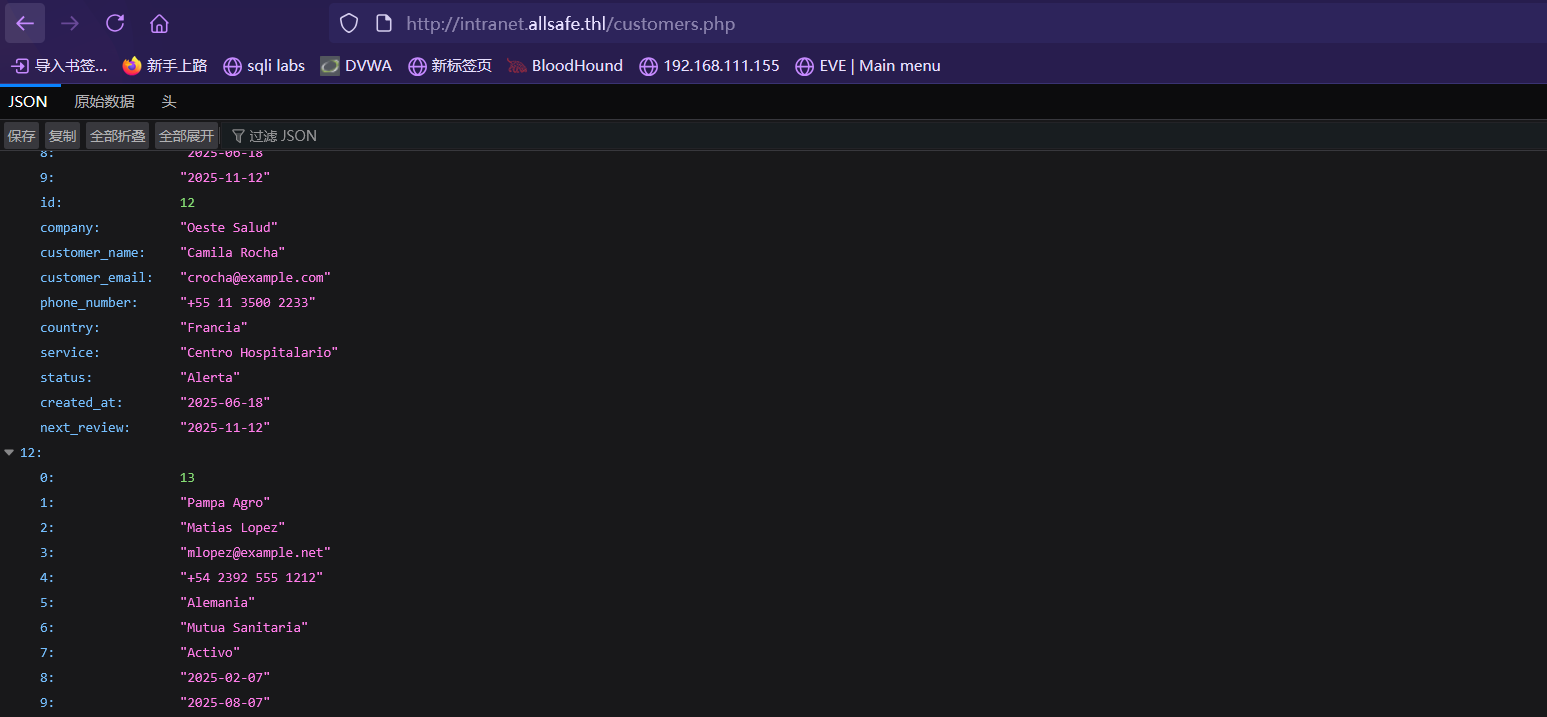 http://intranet.allsafe.thl/customers.php
导入书签... 新手上路 sqli labs DVWA 新标签页 BloodHound 192.168.111.155 EVE | Main menu
JSON 原始数据 头
保存 复制 全部折叠 全部展开 过滤 JSON
8: "2025-06-18"
9: "2025-11-12"
id: 12
company: "Oeste Salud"
customer_name: "Camila Rocha"
customer_email: "crocha@example.com"
phone_number: "+55 11 3500 2233"
country: "Francia"
service: "Centro Hospitalario"
status: "Alerta"
created_at: "2025-06-18"
next_review: "2025-11-12"
12:
0: 13
1: "Pampa Agro"
2: "Matias Lopez"
3: "mlopez@example.net"
4: "+54 2392 555 1212"
5: "Alemania"
6: "Mutua Sanitaria"
7: "Activo"
8: "2025-02-07"
9: "2025-08-07"